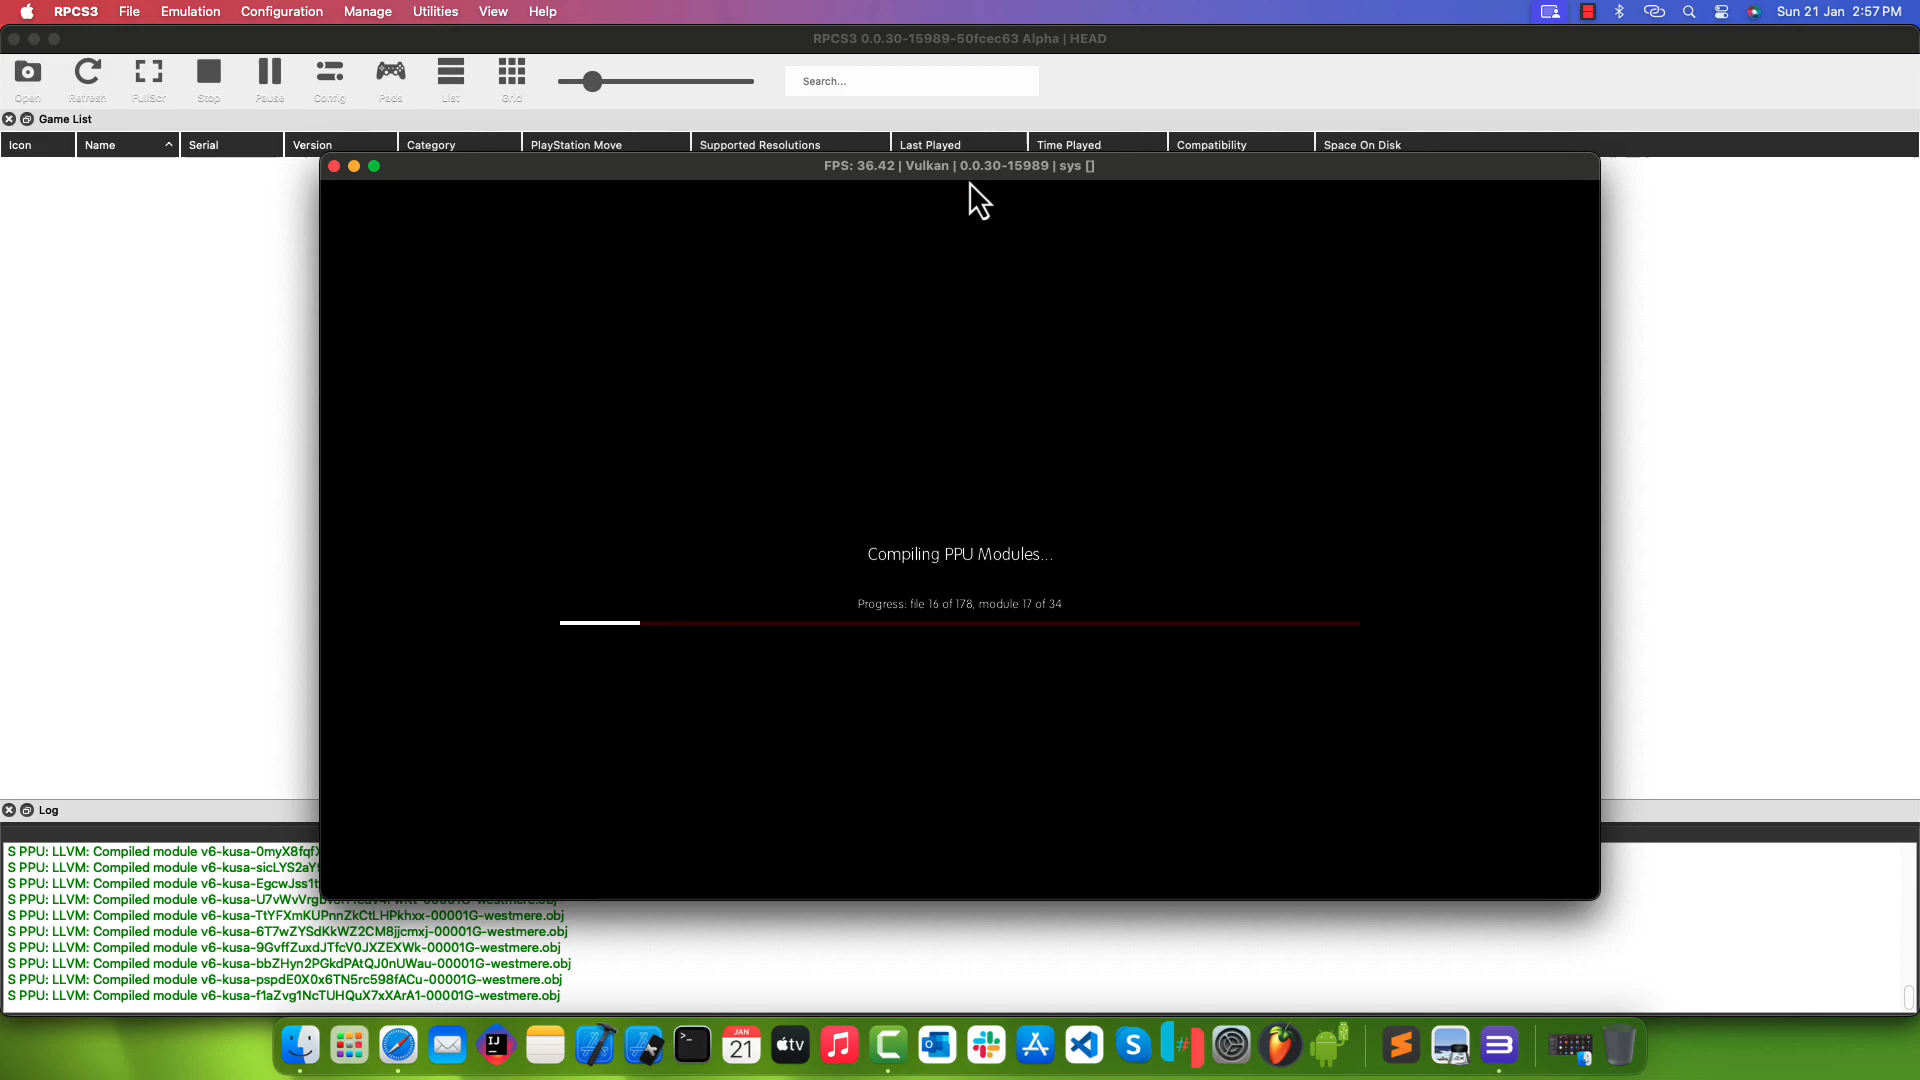 RPCS3 File Emulation Configuration Manage Utilities View Help Sun 21 Jan 2:57 PM
RPCS3 0.0.30-15989-50fcec63 Alpha | HEAD
Open Refresh FullScr Stop Pause Config Pads List Grid Search...
Game List
Icon Name Serial Version Category PlayStation Move Supported Resolutions Last Played Time Played Compatibility Space On Disk
FPS: 36.42 | Vulkan | 0.0.30-15989 | sys []
Compiling PPU Modules...
Progress: file 16 of 178, module 17 of 34
Log
S PPU: LLVM: Compiled module v6-kusa-0myX8fqf
S PPU: LLVM: Compiled module v6-kusa-sicLYS2aY
S PPU: LLVM: Compiled module v6-kusa-EgcwJss1t
S PPU: LLVM: Compiled module
S PPU: LLVM: Compiled module v6-kusa-TtYFXmKUPnnZkCtLHPkhxx-00001G-westmere.obj
S PPU: LLVM: Compiled module v6-kusa-6T7wZYSdKkWZ2CM8jjcmxj-00001G-westmere.obj
S PPU: LLVM: Compiled module v6-kusa-9GvffZuxdJTfcV0JXZEXWk-00001G-westmere.obj
S PPU: LLVM: Compiled module v6-kusa-bbZHyn2PGkdPAtQJ0nUWau-00001G-westmere.obj
S PPU: LLVM: Compiled module v6-kusa-pspdE0X0x6TN5rc598fACu-00001G-westmere.obj
S PPU: LLVM: Compiled module v6-kusa-f1aZvg1NcTUHQuX7xXArA1-00001G-westmere.obj
IJ JAN 21 tv S